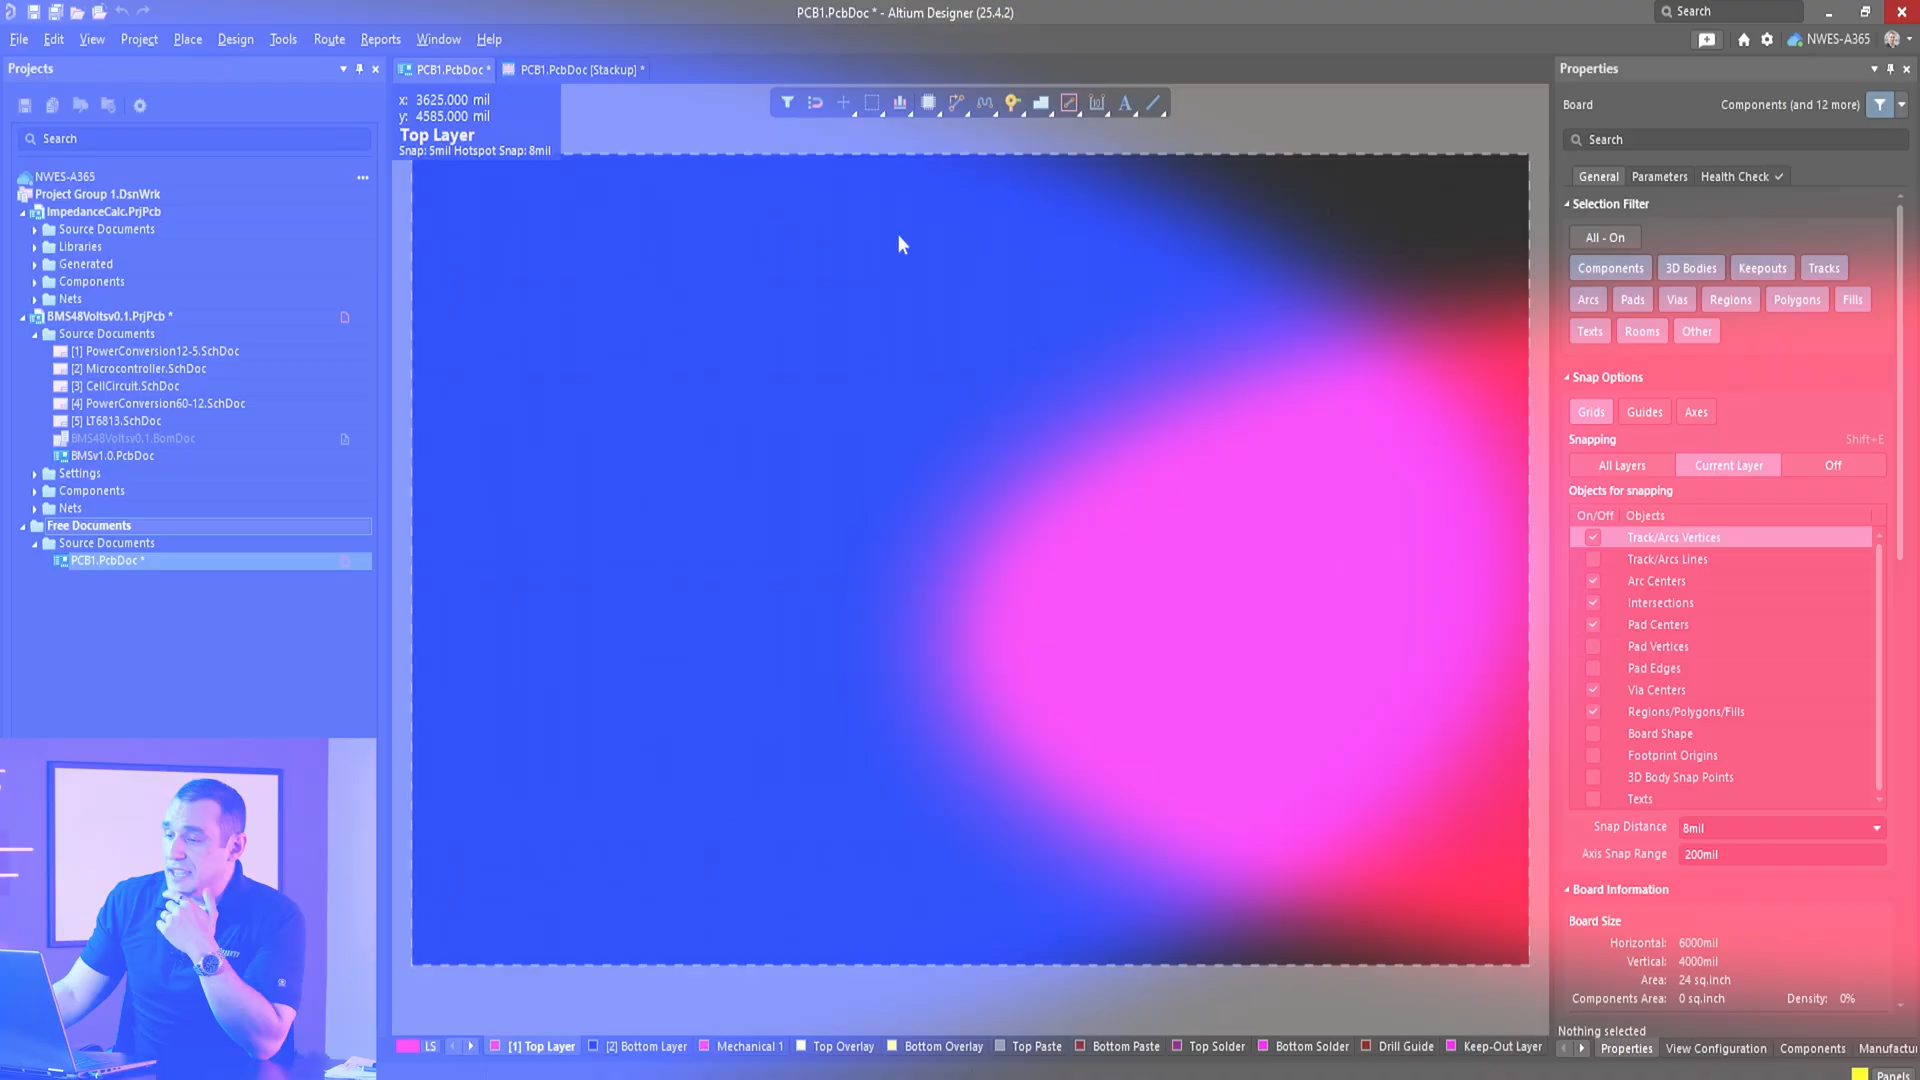 PCB1.PcbDoc * - Altium Designer (25.4.2)
Search
File Edit View Project Place Design Tools Route Reports Window Help
NWES-A365
Projects
PCB1.PcbDoc *
PCB1.PcbDoc [Stackup] *
Properties
x: 3625.000 mil
y: 4585.000 mil
Top Layer
Snap: 5mil Hotspot Snap: 8mil
Board
Components (and 12 more)
Search
Search
General Parameters Health Check
NWES-A365
Project Group 1.DsnWrk
ImpedanceCalc.PrjPcb
Source Documents
Libraries
Generated
Components
Nets
BMS48Voltsv0.1.PrjPcb *
Source Documents
[1] PowerConversion12-5.SchDoc
[2] Microcontroller.SchDoc
[3] CellCircuit.SchDoc
[4] PowerConversion60-12.SchDoc
[5] LT6813.SchDoc
BMS48Voltsv0.1.BomDoc
BMSv1.0.PcbDoc
Settings
Components
Nets
Free Documents
Source Documents
PCB1.PcbDoc *
Selection Filter
All - On
Components 3D Bodies Keepouts Tracks
Arcs Pads Vias Regions Polygons Fills
Texts Rooms Other
Snap Options
Grids Guides Axes
Snapping Shift+E
All Layers Current Layer Off
Objects for snapping
On/Off Objects
Track/Arcs Vertices
Track/Arcs Lines
Arc Centers
Intersections
Pad Centers
Pad Vertices
Pad Edges
Via Centers
Regions/Polygons/Fills
Board Shape
Footprint Origins
3D Body Snap Points
Texts
Snap Distance 8mil
Axis Snap Range 200mil
Board Information
Board Size
Horizontal: 6000mil
Vertical: 4000mil
Area: 24 sq.inch
Components Area: 0 sq.inch Density: 0%
Nothing selected
LS [1] Top Layer [2] Bottom Layer Mechanical 1 Top Overlay Bottom Overlay Top Paste Bottom Paste Top Solder Bottom Solder Drill Guide Keep-Out Layer
Properties View Configuration Components
Panels